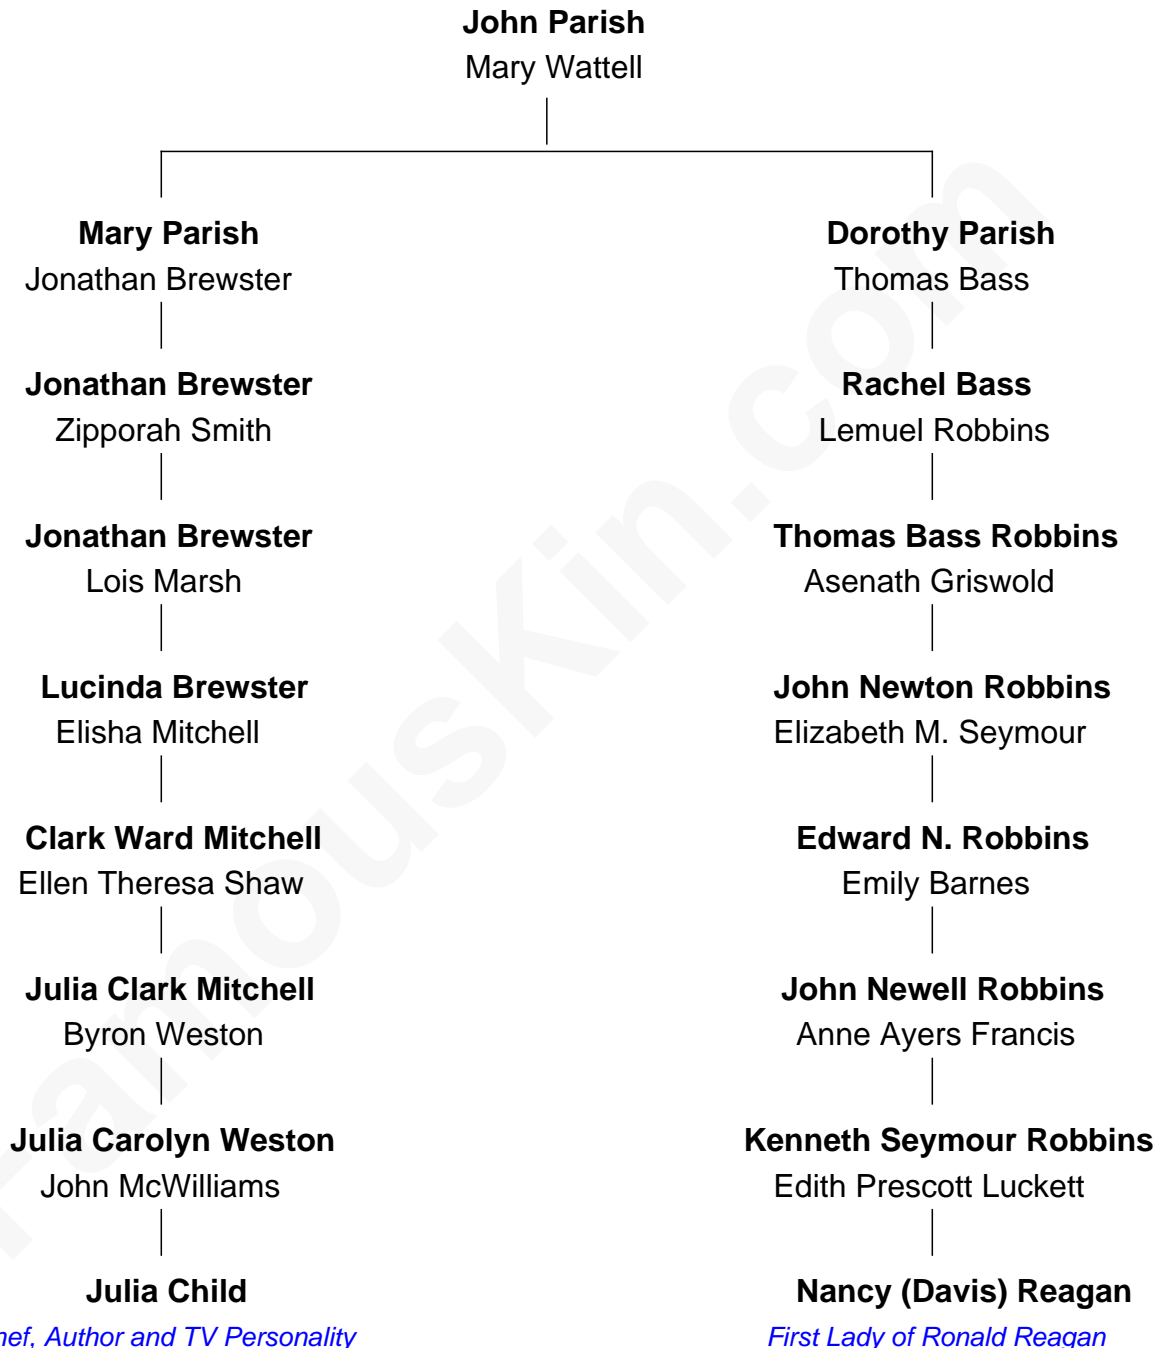 John Parish
Mary Wattell
Mary Parish
Jonathan Brewster
Dorothy Parish
Thomas Bass
Jonathan Brewster
Zipporah Smith
Rachel Bass
Lemuel Robbins
Jonathan Brewster
Lois Marsh
Thomas Bass Robbins
Asenath Griswold
Lucinda Brewster
Elisha Mitchell
John Newton Robbins
Elizabeth M. Seymour
Clark Ward Mitchell
Ellen Theresa Shaw
Edward N. Robbins
Emily Barnes
Julia Clark Mitchell
Byron Weston
John Newell Robbins
Anne Ayers Francis
Julia Carolyn Weston
John McWilliams
Kenneth Seymour Robbins
Edith Prescott Luckett
Julia Child
nef, Author and TV Personality
Nancy (Davis) Reagan
First Lady of Ronald Reagan
FamousKin.com